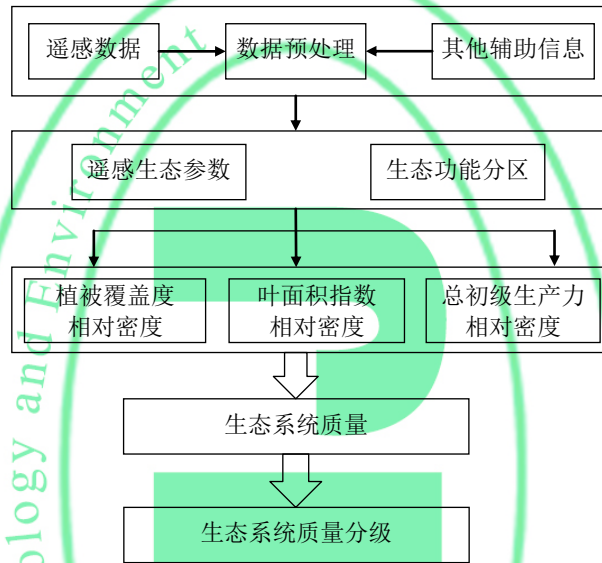 遥感数据
数据预处理
其他辅助信息
遥感生态参数
生态功能分区
植被覆盖度
相对密度
叶面积指数
相对密度
总初级生产力
相对密度
生态系统质量
生态系统质量分级
ology and Environment